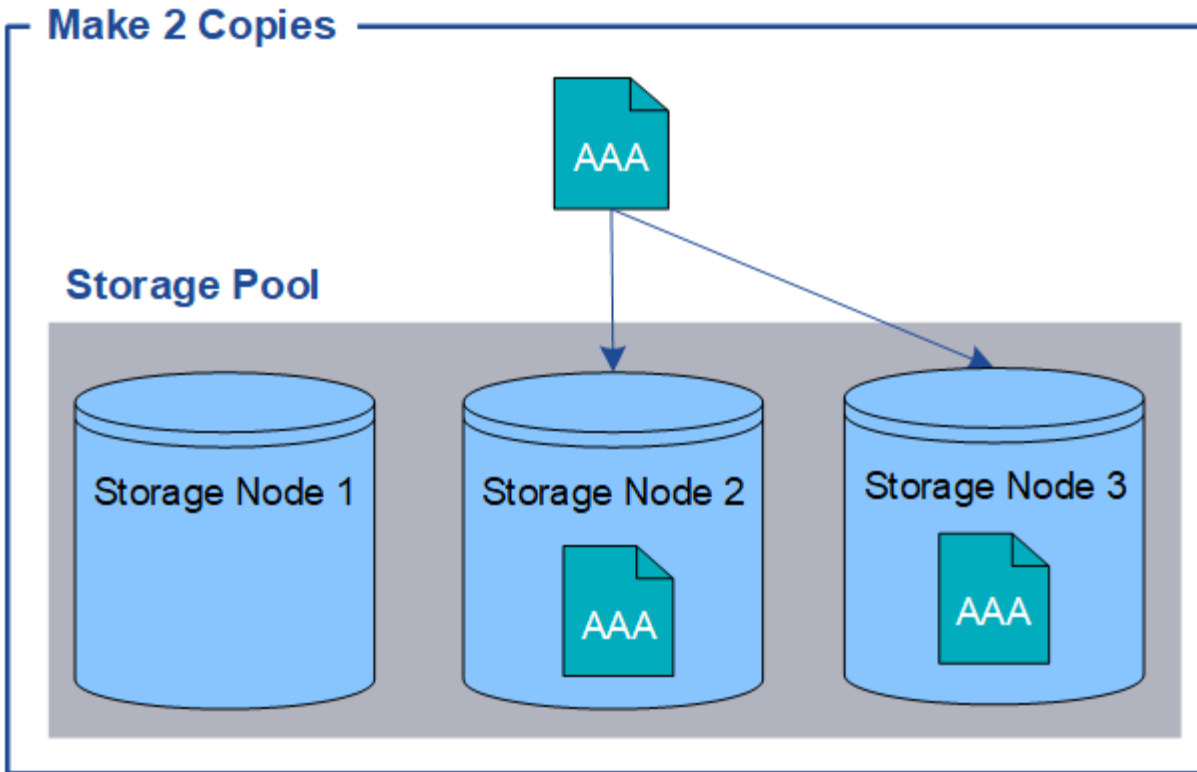 Make 2 Copies
AAA
Storage Pool
Storage Node 1
Storage Node 2
Storage Node 3
AAA
AAA